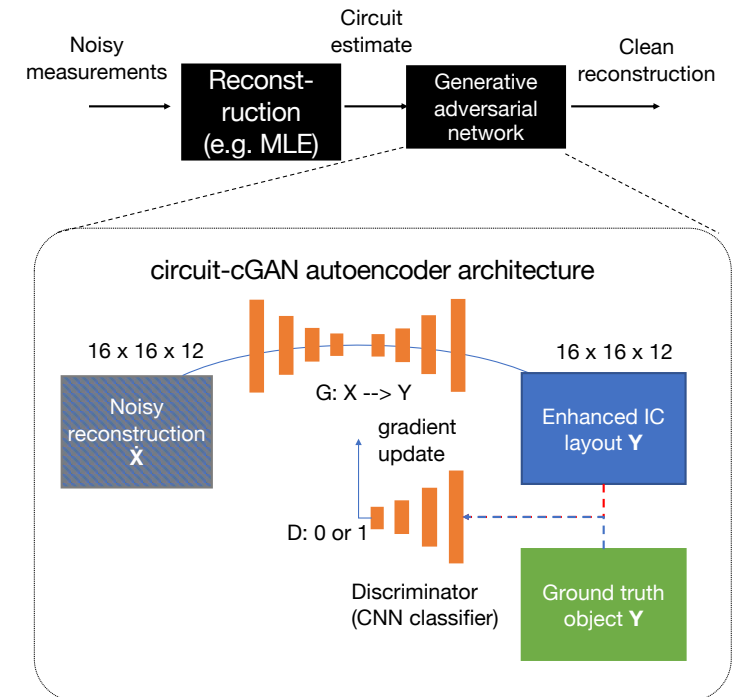 Noisy
measurements
Circuit
estimate
Clean
reconstruction
Reconst-
ruction
(e.g. MLE)
Generative
adversarial
network
circuit-cGAN autoencoder architecture
16 x 16 x 12
16 x 16 x 12
G: X --> Y
Noisy
reconstruction
Ẋ
Enhanced IC
layout Y
gradient
update
D: 0 or 1
Discriminator
(CNN classifier)
Ground truth
object Y